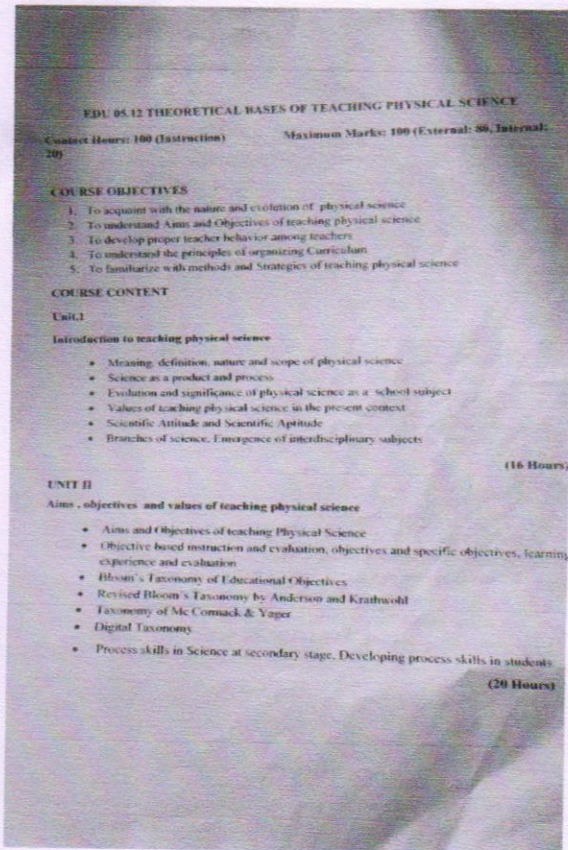 EDU 05.12 THEORETICAL BASES OF TEACHING PHYSICAL SCIENCE
Contact Hours: 100 (Instruction) Maximum Marks: 100 (External: 80, Internal:
20)
COURSE OBJECTIVES
1. To acquaint with the nature and evolution of physical science
2. To understand Aims and Objectives of teaching physical science
3. To develop proper teacher behavior among teachers
4. To understand the principles of organizing Curriculum
5. To familiarize with methods and Strategies of teaching physical science
COURSE CONTENT
Unit.1
Introduction to teaching physical science
• Meaning, definition, nature and scope of physical science
• Science as a product and process
• Evolution and significance of physical science as a school subject
• Values of teaching physical science in the present context
• Scientific Attitude and Scientific Aptitude
• Branches of science, Emergence of interdisciplinary subjects
(16 Hours)
UNIT II
Aims , objectives and values of teaching physical science
• Aims and Objectives of teaching Physical Science
• Objective based instruction and evaluation, objectives and specific objectives, learning
experience and evaluation
• Bloom's Taxonomy of Educational Objectives
• Revised Bloom's Taxonomy by Anderson and Krathwohl
• Taxonomy of Mc Cormack & Yager
• Digital Taxonomy
• Process skills in Science at secondary stage, Developing process skills in students
(20 Hours)